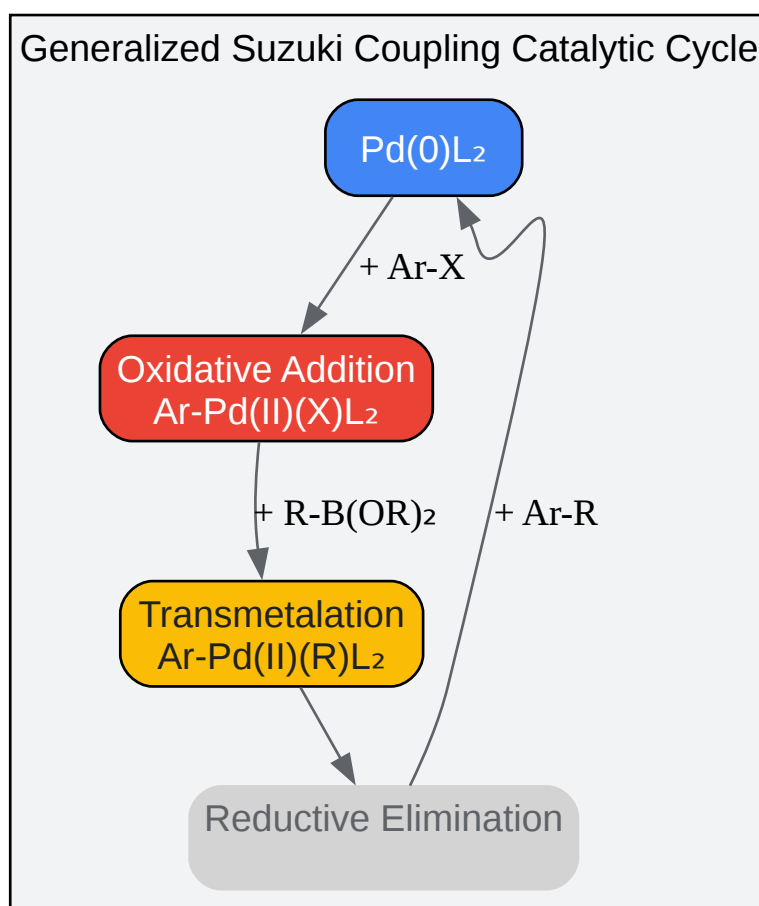 Generalized Suzuki Coupling Catalytic Cycle
Pd(0)L₂
+ Ar-X
Oxidative Addition
Ar-Pd(II)(X)L₂
+ R-B(OR)₂
+ Ar-R
Transmetalation
Ar-Pd(II)(R)L₂
Reductive Elimination